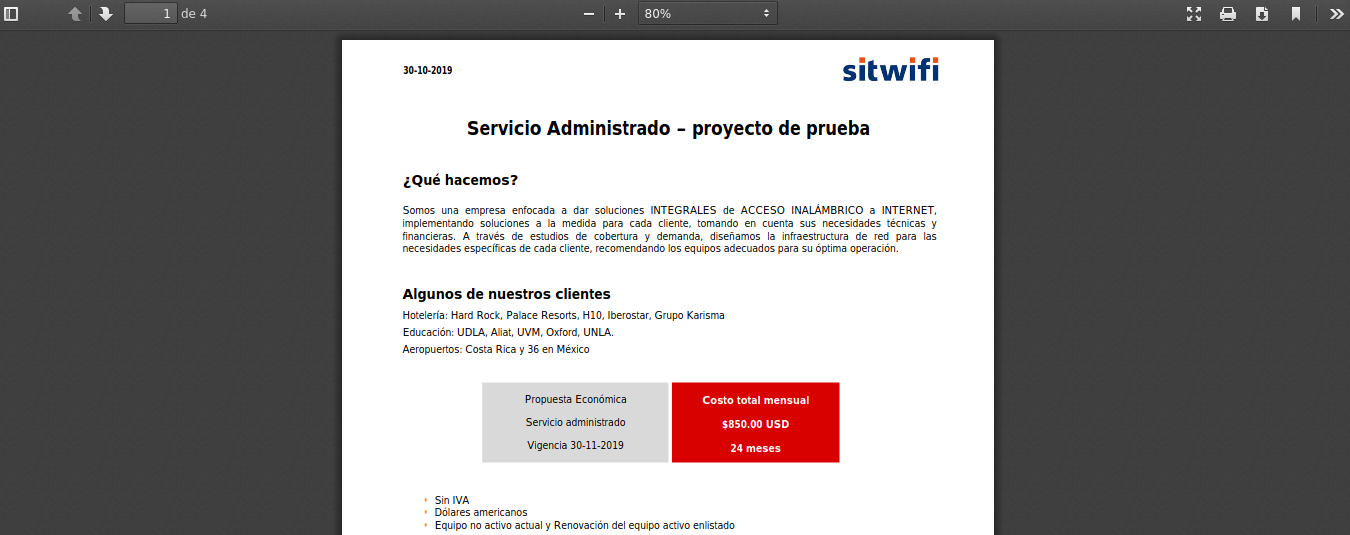 1 de 4 80%
30-10-2019
sitwifi
Servicio Administrado – proyecto de prueba
¿Qué hacemos?
Somos una empresa enfocada a dar soluciones INTEGRALES de ACCESO INALÁMBRICO a INTERNET,
implementando soluciones a la medida para cada cliente, tomando en cuenta sus necesidades técnicas y
financieras. A través de estudios de cobertura y demanda, diseñamos la infraestructura de red para las
necesidades específicas de cada cliente, recomendando los equipos adecuados para su óptima operación.
Algunos de nuestros clientes
Hotelería: Hard Rock, Palace Resorts, H10, Iberostar, Grupo Karisma
Educación: UDLA, Aliat, UVM, Oxford, UNLA.
Aeropuertos: Costa Rica y 36 en México
Propuesta Económica
Servicio administrado
Vigencia 30-11-2019
Costo total mensual
$850.00 USD
24 meses
Sin IVA
Dólares americanos
Equipo no activo actual y Renovación del equipo activo enlistado